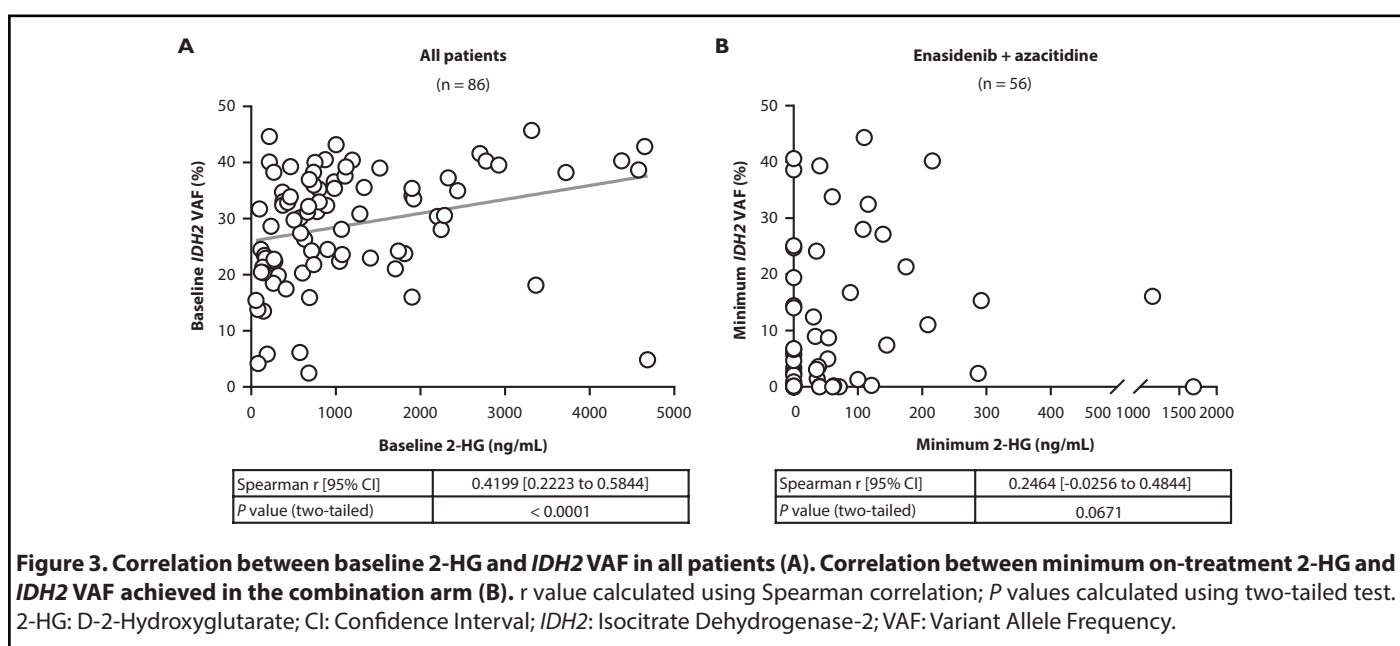 A
All patients
(n = 86)
Baseline IDH2 VAF (%)
50
40
30
20
10
0
0 1000 2000 3000 4000 5000
Baseline 2-HG (ng/mL)
Spearman r [95% CI] 0.4199 [0.2223 to 0.5844]
P value (two-tailed) < 0.0001
B
Enasidenib + azacitidine
(n = 56)
Minimum IDH2 VAF (%)
50
40
30
20
10
0
0 100 200 300 400 500 1000 1500 2000
Minimum 2-HG (ng/mL)
Spearman r [95% CI] 0.2464 [-0.0256 to 0.4844]
P value (two-tailed) 0.0671
Figure 3. Correlation between baseline 2-HG and IDH2 VAF in all patients (A). Correlation between minimum on-treatment 2-HG and
IDH2 VAF achieved in the combination arm (B). r value calculated using Spearman correlation; P values calculated using two-tailed test.
2-HG: D-2-Hydroxyglutarate; CI: Confidence Interval; IDH2: Isocitrate Dehydrogenase-2; VAF: Variant Allele Frequency.